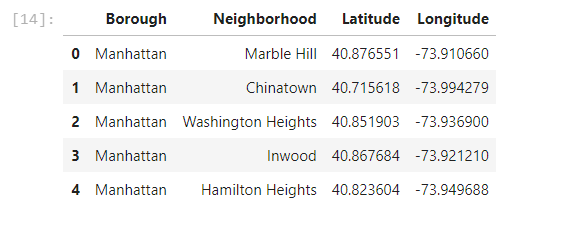 [14]:
Borough Neighborhood Latitude Longitude
0 Manhattan Marble Hill 40.876551 -73.910660
1 Manhattan Chinatown 40.715618 -73.994279
2 Manhattan Washington Heights 40.851903 -73.936900
3 Manhattan Inwood 40.867684 -73.921210
4 Manhattan Hamilton Heights 40.823604 -73.949688